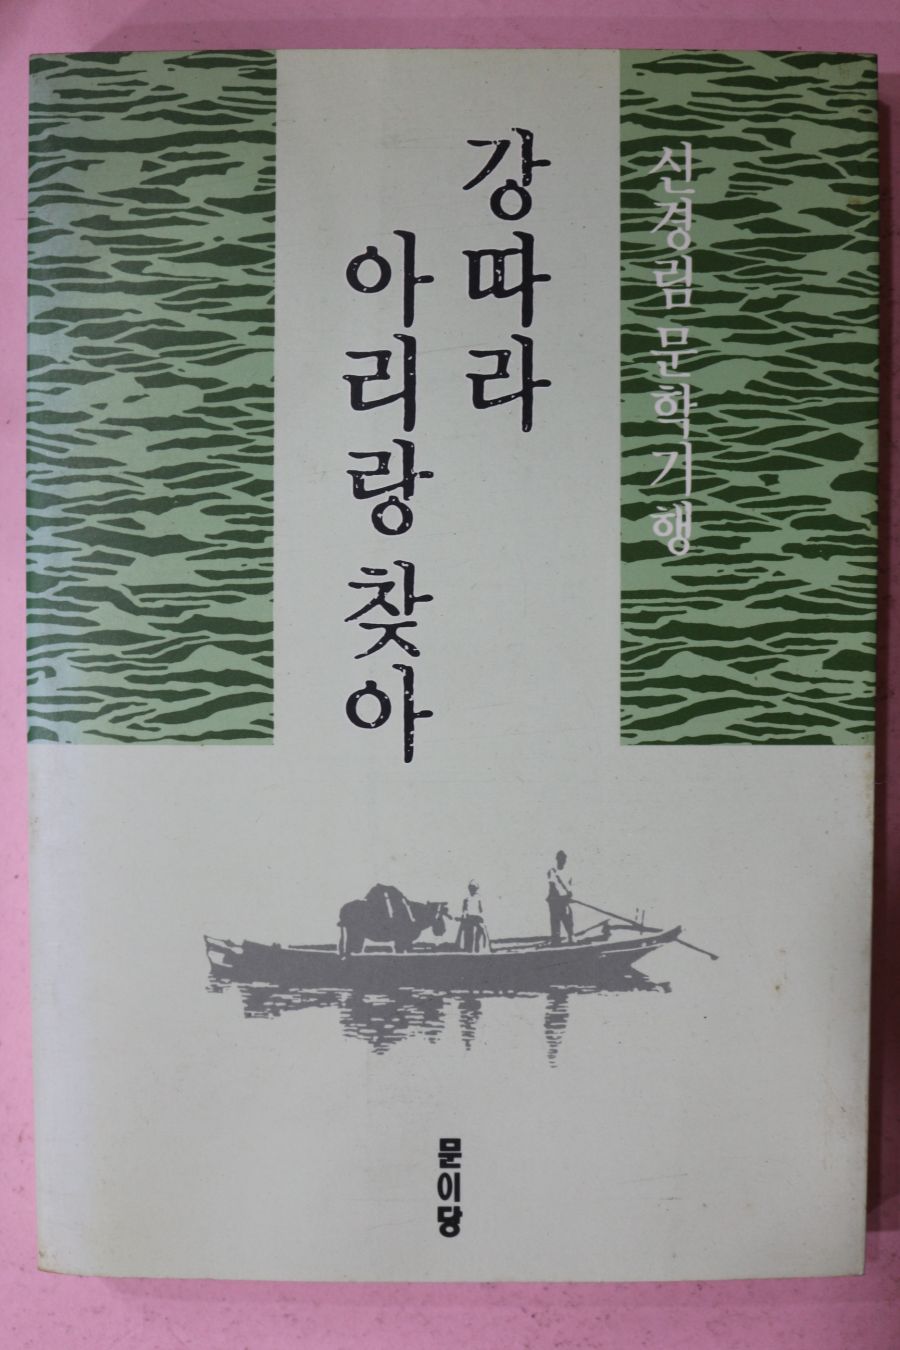 신경림 문학기행
강따라
아리랑 찾아
문이당